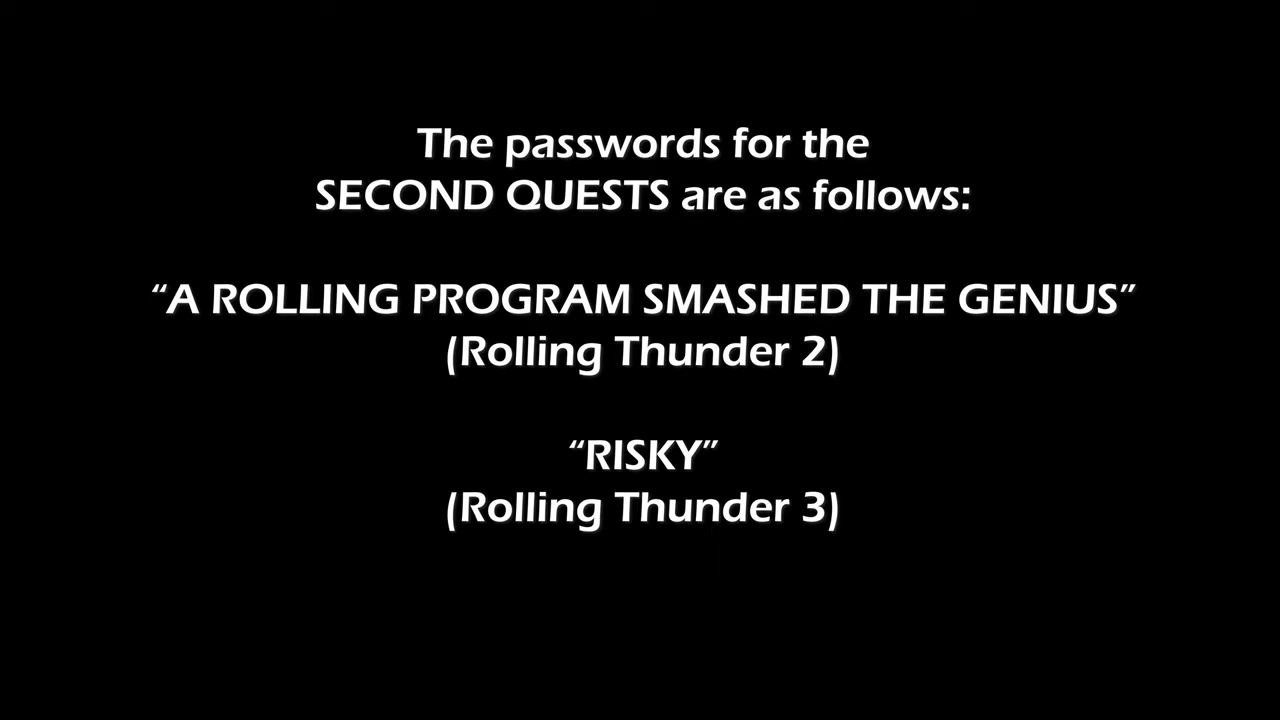 The passwords for the
SECOND QUESTS are as follows:
“A ROLLING PROGRAM SMASHED THE GENIUS”
(Rolling Thunder 2)
“RISKY”
(Rolling Thunder 3)